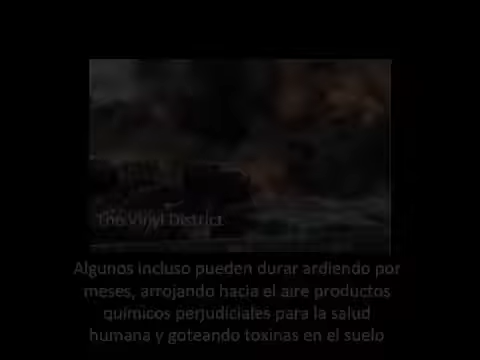 The Vinyl District
Algunos incluso pueden durar ardiendo por
meses, arrojando hacia el aire productos
químicos perjudiciales para la salud
humana y goteando toxinas en el suelo